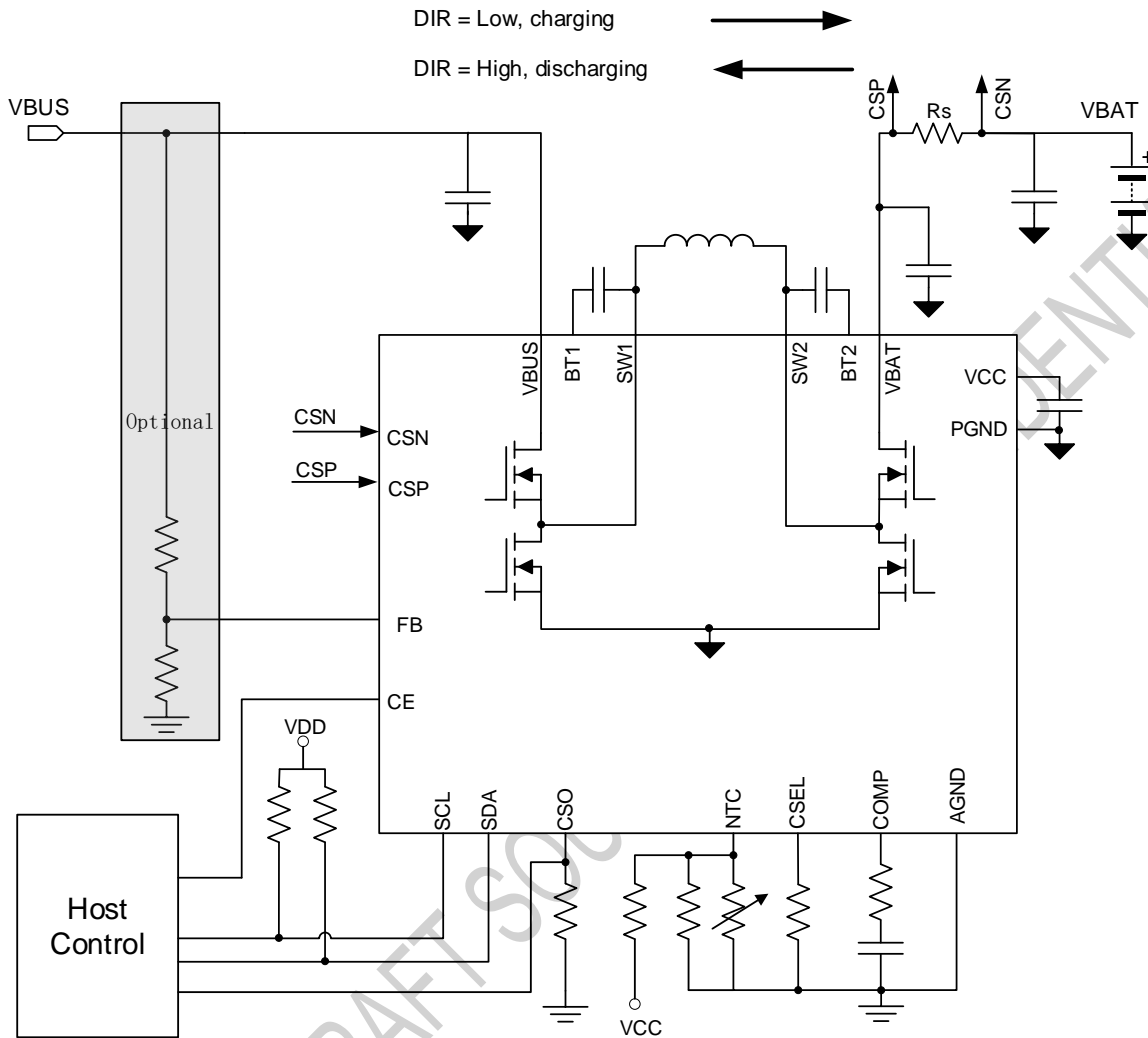 DIR = Low, charging
DIR = High, discharging
VBUS
CSP
Rs
CSN
VBAT
+
Optional
VBUS
BT1
SW1
SW2
BT2
VBAT
VCC
PGND
CSN
CSN
CSP
CSP
FB
CE
VDD
SCL
SDA
CSO
NTC
CSEL
COMP
AGND
Host
Control
VCC